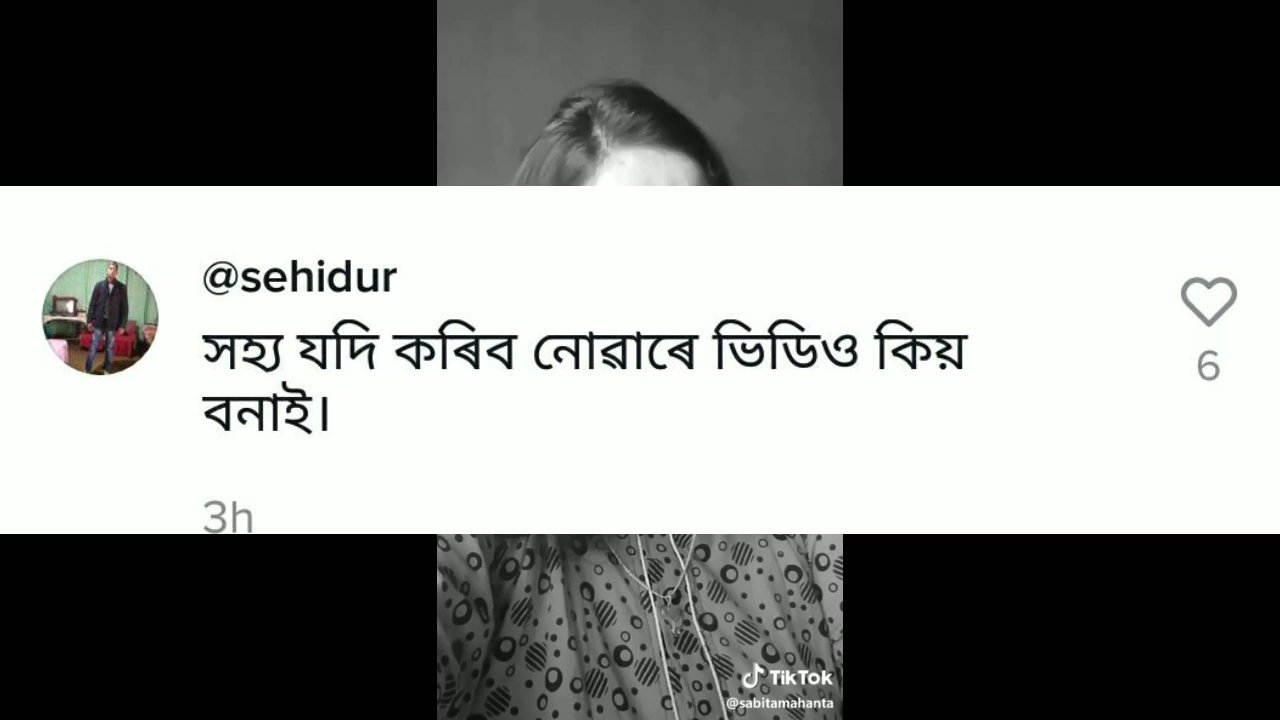 @sehidur
সহ্য যদি কৰিব নোৱাৰে ভিডিও কিয়
বনাই।
6
3h
TikTok
@sabitamahanta